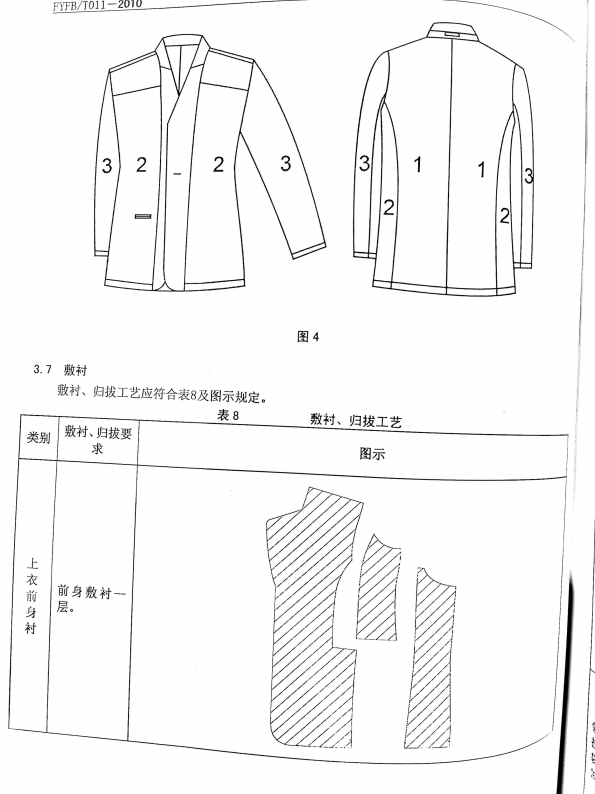 FYFB/T011—2010
3 2 2 3
3 1 1 3
2 2
图 4
3.7 敷衬
敷衬、归拔工艺应符合表8及图示规定。
表 8 敷衬、归拔工艺
类别
敷衬、归拔要
求
图示
上
衣
前
身
衬
前身敷衬一
层。